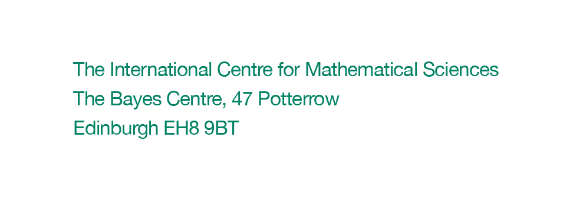 The International Centre for Mathematical Sciences
The Bayes Centre, 47 Potterrow
Edinburgh EH8 9BT